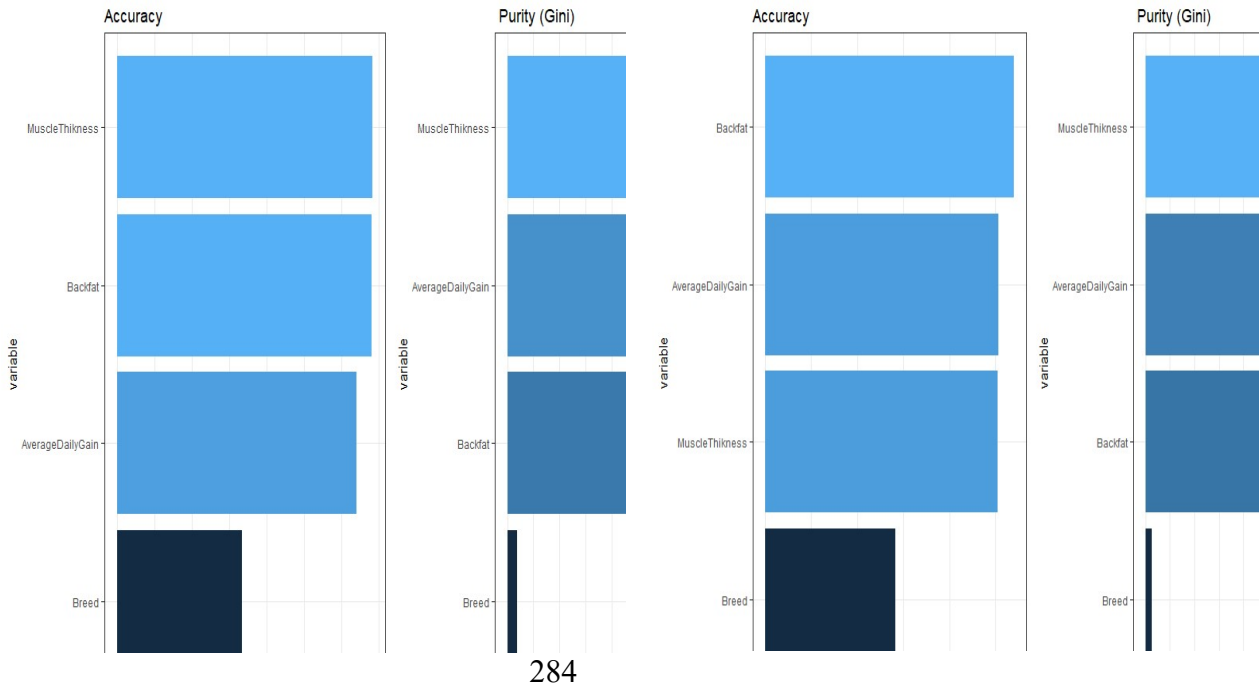 Accuracy
MuscleThikness
Backfat
AverageDailyGain
Breed
variable
Purity (Gini)
MuscleThikness
AverageDailyGain
Backfat
Breed
variable
Accuracy
Backfat
AverageDailyGain
MuscleThikness
Breed
variable
Purity (Gini)
MuscleThikness
AverageDailyGain
Backfat
Breed
variable
284